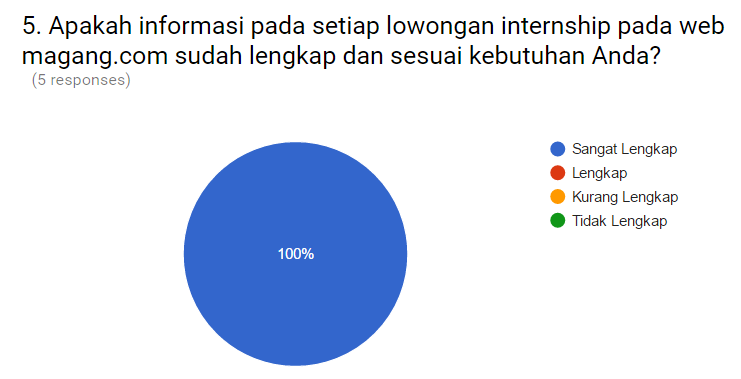 5. Apakah informasi pada setiap lowongan internship pada web
magang.com sudah lengkap dan sesuai kebutuhan Anda?
(5 responses)
100%
Sangat Lengkap
Lengkap
Kurang Lengkap
Tidak Lengkap